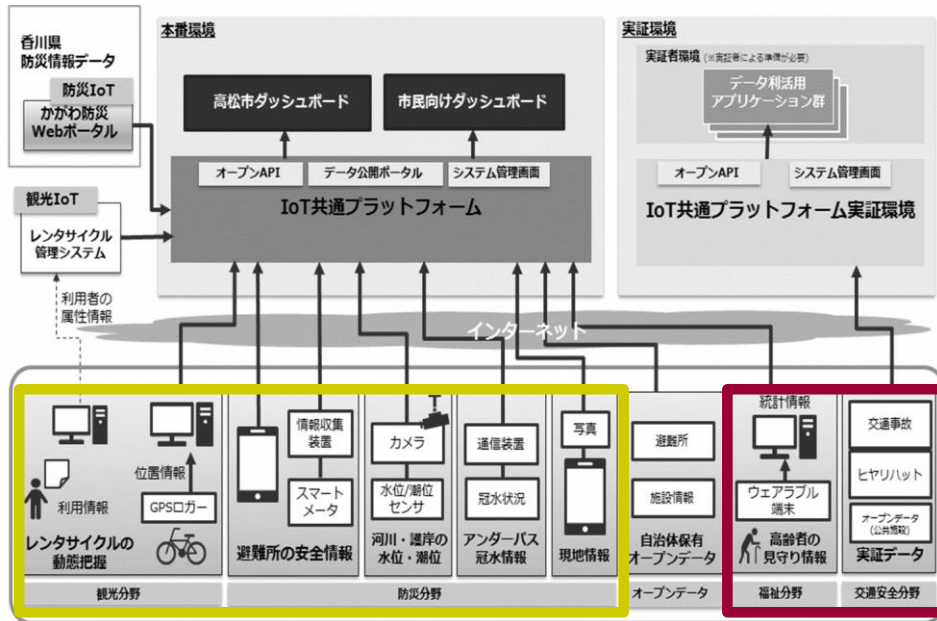 香川県
防災情報データ
防災IoT
かがわ防災
Webポータル
観光IoT
レンタサイクル
管理システム
利用者の
属性情報
本番環境
高松市ダッシュボード
市民向けダッシュボード
オープンAPI
データ公開ポータル
システム管理画面
IoT共通プラットフォーム
実証環境
実証者環境 (※実証者による準備が必要)
データ利活用
アプリケーション群
オープンAPI
システム管理画面
IoT共通プラットフォーム実証環境
インターネット
利用情報
位置情報
GPSロガー
レンタサイクルの
動態把握
観光分野
情報収集
装置
スマート
メータ
避難所の安全情報
カメラ
水位/潮位
センサ
河川・護岸の
水位・潮位
通信装置
冠水状況
アンダーパス
冠水情報
写真
現地情報
防災分野
避難所
施設情報
自治体保有
オープンデータ
オープンデータ
統計情報
ウェアラブル
端末
高齢者の
見守り情報
福祉分野
交通事故
ヒヤリハット
オープンデータ
(公共施設)
実証データ
交通安全分野